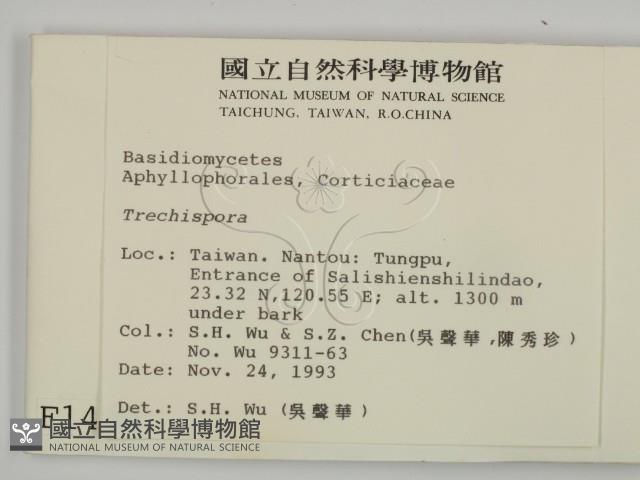 國立自然科學博物館
NATIONAL MUSEUM OF NATURAL SCIENCE
TAICHUNG, TAIWAN, R.O.CHINA
Basidiomycetes
Aphyllophorales, Corticiaceae
Trechispora
Loc.: Taiwan. Nantou: Tungpu,
Entrance of Salishienshilindao,
23.32 N,120.55 E; alt. 1300 m
under bark
Col.: S.H. Wu & S.Z. Chen(吳聲華,陳秀珍)
No. Wu 9311-63
Date: Nov. 24, 1993
Det.: S.H. Wu (吳聲華)
F14
國立自然科學博物館
NATIONAL MUSEUM OF NATURAL SCIENCE